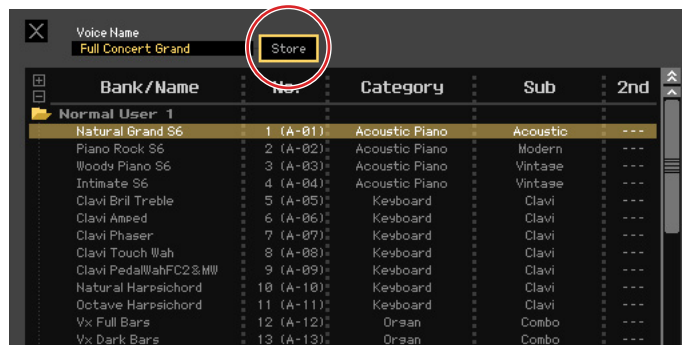 Voice Name
Full Concert Grand Store
Bank/Name No. Category Sub 2nd
Normal User 1
Natural Grand S6 1 (A-01) Acoustic Piano Acoustic ---
Piano Rock S6 2 (A-02) Acoustic Piano Modern ---
Woody Piano S6 3 (A-03) Acoustic Piano Vintage ---
Intimate S6 4 (A-04) Acoustic Piano Vintage ---
Clavi Bril Treble 5 (A-05) Keyboard Clavi ---
Clavi Amped 6 (A-06) Keyboard Clavi ---
Clavi Phaser 7 (A-07) Keyboard Clavi ---
Clavi Touch Wah 8 (A-08) Keyboard Clavi ---
Clavi PedalWahFC2&MW 9 (A-09) Keyboard Clavi ---
Natural Harpsichord 10 (A-10) Keyboard Clavi ---
Octave Harpsichord 11 (A-11) Keyboard Clavi ---
Vx Full Bars 12 (A-12) Organ Combo ---
Vx Dark Bars 13 (A-13) Organ Combo ---